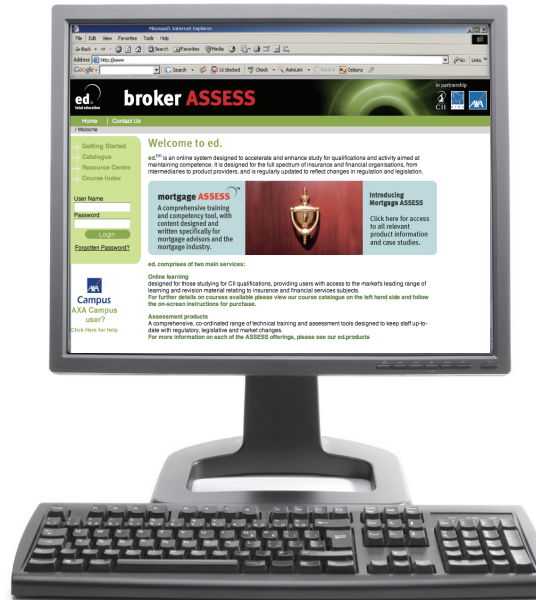 Microsoft Internet Explorer
File Edit View Favorites Tools Help
Back Search Favorites Media
Address http://www Go Links
Google Search 51 blocked Check AutoLink Options
in partnership
ed. broker ASSESS
total education
CII AXA
Home Contact Us
/ Welcome
Getting Started
Catalogue
Resource Centre
Course Index
User Name
Password
Login
Forgotten Password?
AXA
Campus
AXA Campus
user?
Click Here for help
Welcome to ed.
ed™ is an online system designed to accelerate and enhance study for qualifications and activity aimed at
maintaining competence. It is designed for the full spectrum of insurance and financial organisations, from
intermediaries to product providers, and is regularly updated to reflect changes in regulation and legislation.
mortgage ASSESS™
A comprehensive training
and competency tool, with
content designed and
written specifically for
mortgage advisors and the
mortgage industry.
Introducing
Mortgage ASSESS
Click here for access
to all relevant
product information
and case studies.
ed. comprises of two main services:
Online learning
designed for those studying for CII qualifications, providing users with access to the market's leading range of
learning and revision material relating to insurance and financial services subjects.
For further details on courses available please view our course catalogue on the left hand side and follow
the on-screen instructions for purchase.
Assessment products
A comprehensive, co-ordinated range of technical training and assessment tools designed to keep staff up-to-
date with regulatory, legislative and market changes.
For more information on each of the ASSESS offerings, please see our ed.products